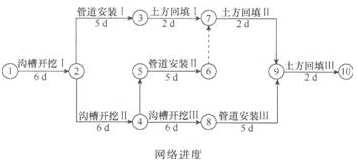 管道安装Ⅰ
5 d
③
土方回填Ⅰ
2 d
⑦
土方回填Ⅱ
2 d
①
沟槽开挖Ⅰ
6 d
②
⑤
管道安装Ⅱ
5 d
⑥
⑨
土方回填Ⅲ
2 d
⑩
沟槽开挖Ⅱ
6 d
④
沟槽开挖Ⅲ
6 d
⑧
管道安装Ⅲ
5 d
网络进度